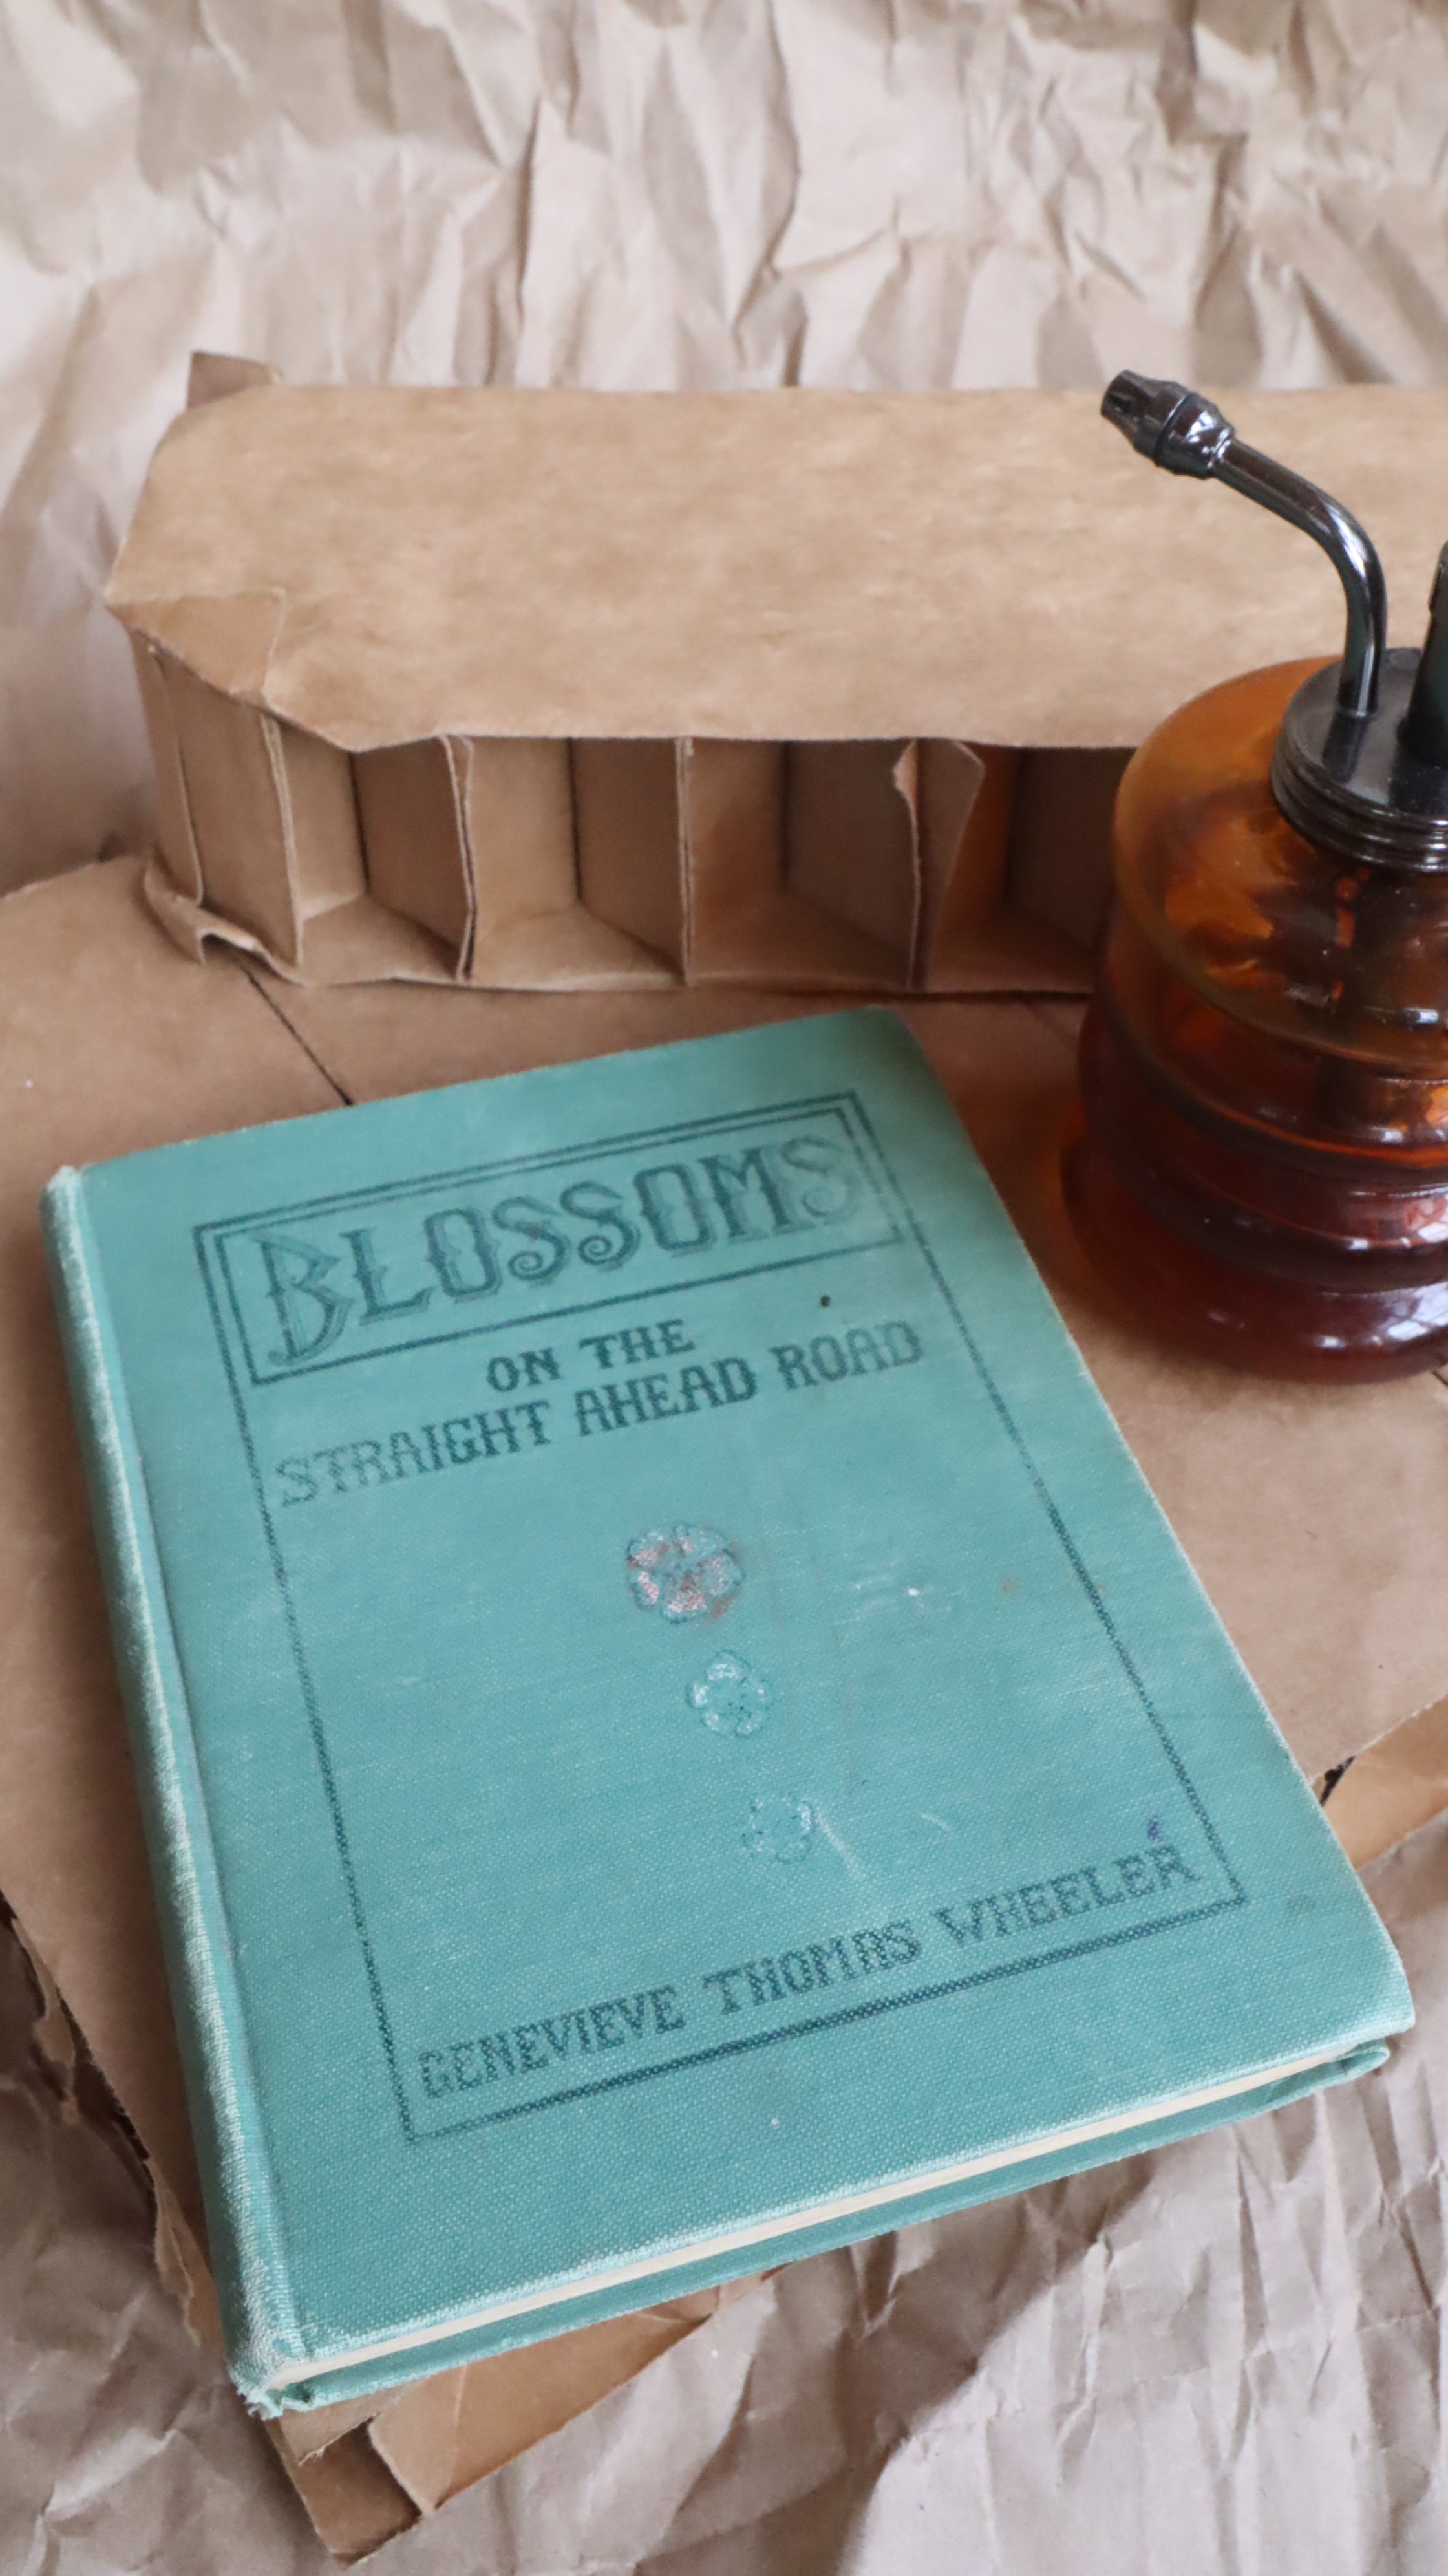 BLOSSOMS
ON THE
STRAIGHT AHEAD ROAD
GENEVIEVE THOMAS WHEELER